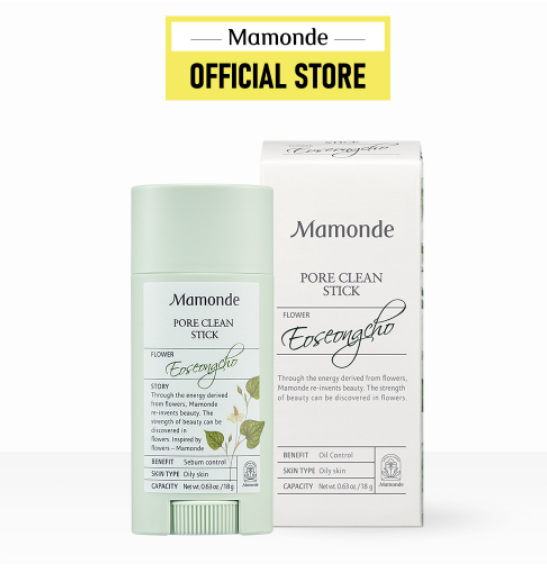 Mamonde
OFFICIAL STORE
Eoseongcho
Mamonde
PORE CLEAN
STICK
FLOWER
Eoseongcho
Through the energy derived from flowers,
Mamonde re-invents beauty. The strength
of beauty can be discovered in flowers.
BENEFIT Oil Control
SKIN TYPE Oily skin
CAPACITY Net wt. 0.63 oz. / 18 g
Mamonde
Mamonde
PORE CLEAN
STICK
FLOWER
Eoseongcho
STORY
Through the energy derived
from flowers, Mamonde
re-invents beauty. The
strength of beauty can be
discovered in
flowers. Inspired by
flowers – Mamonde
BENEFIT Sebum control
SKIN TYPE Oily skin
CAPACITY Net wt. 0.63 oz. / 18 g
Mamonde